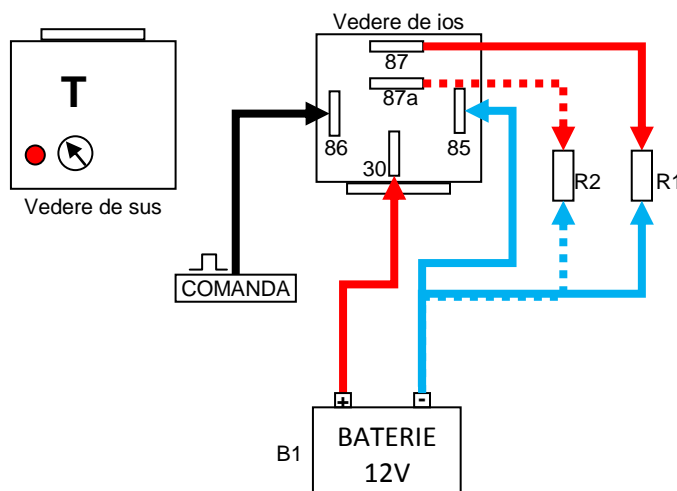 Vedere de jos
T
Vedere de sus
87
87a
86
85
30
R2
R1
COMANDA
+
-
B1
BATERIE
12V